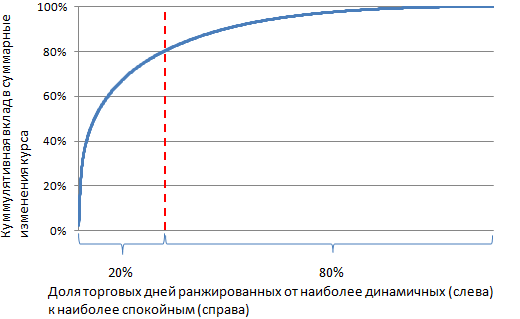 Куммулятивная вклад в суммарные
изменения курса
100%
80%
60%
40%
20%
0%
20%
80%
Доля торговых дней ранжированных от наиболее динамичных (слева)
к наиболее спокойным (справа)